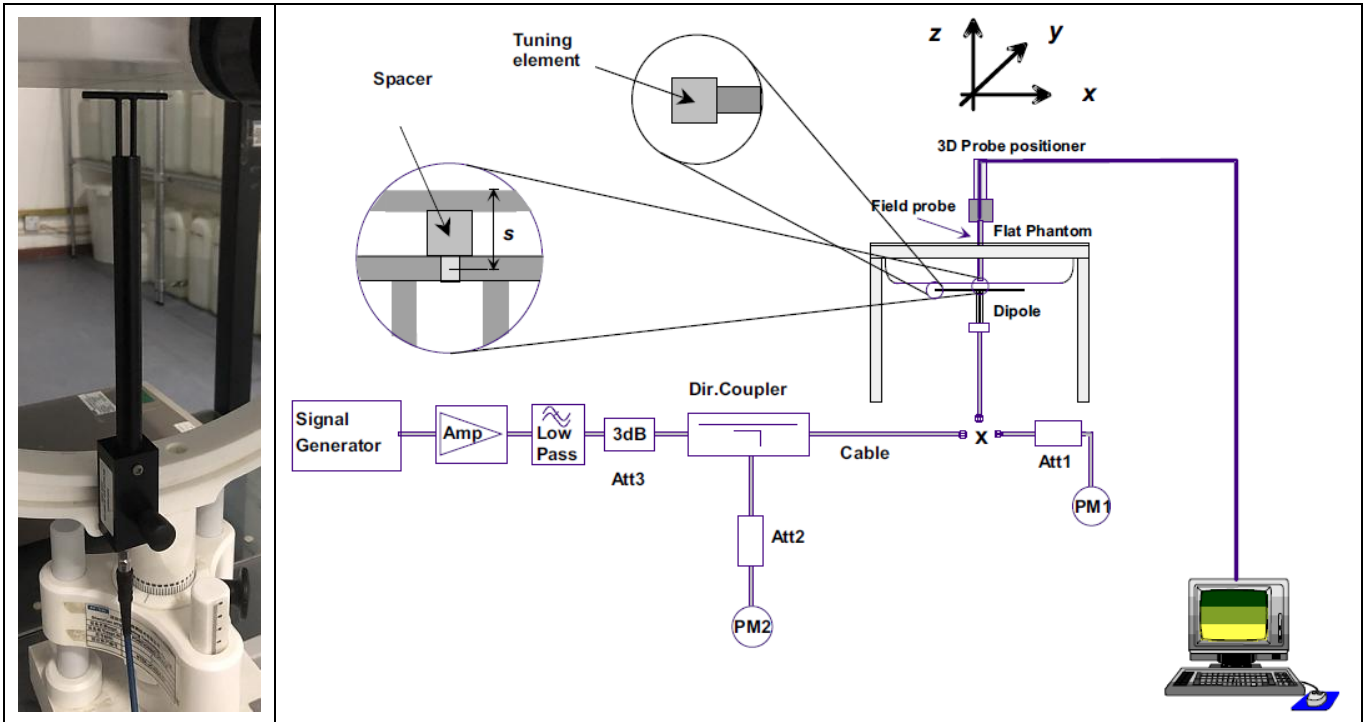 Tuning
element
Spacer
s
z
y
x
3D Probe positioner
Field probe
Flat Phantom
Dipole
Dir.Coupler
Signal
Generator
Amp
Low
Pass
3dB
Att3
Cable
x
Att1
PM1
Att2
PM2